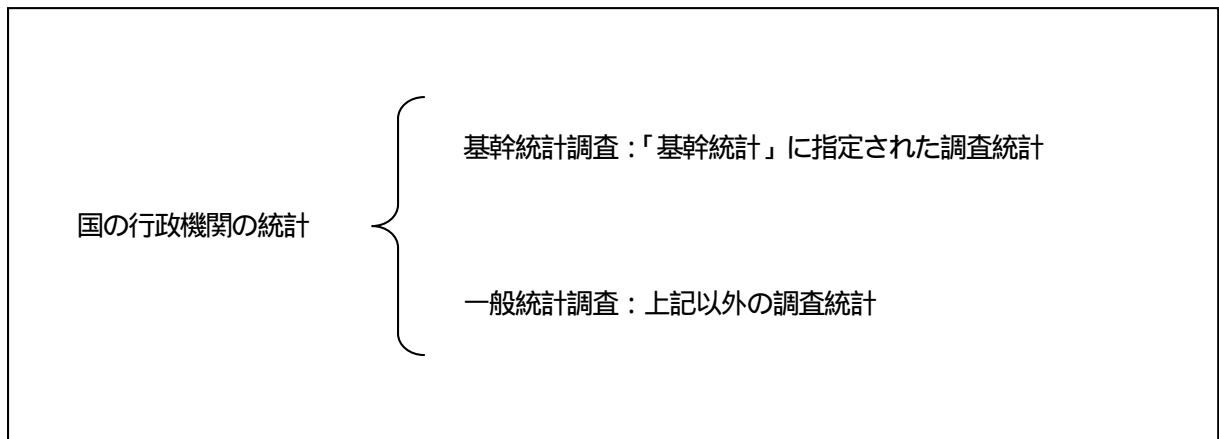 基幹統計調査：「基幹統計」に指定された調査統計
国の行政機関の統計
一般統計調査：上記以外の調査統計